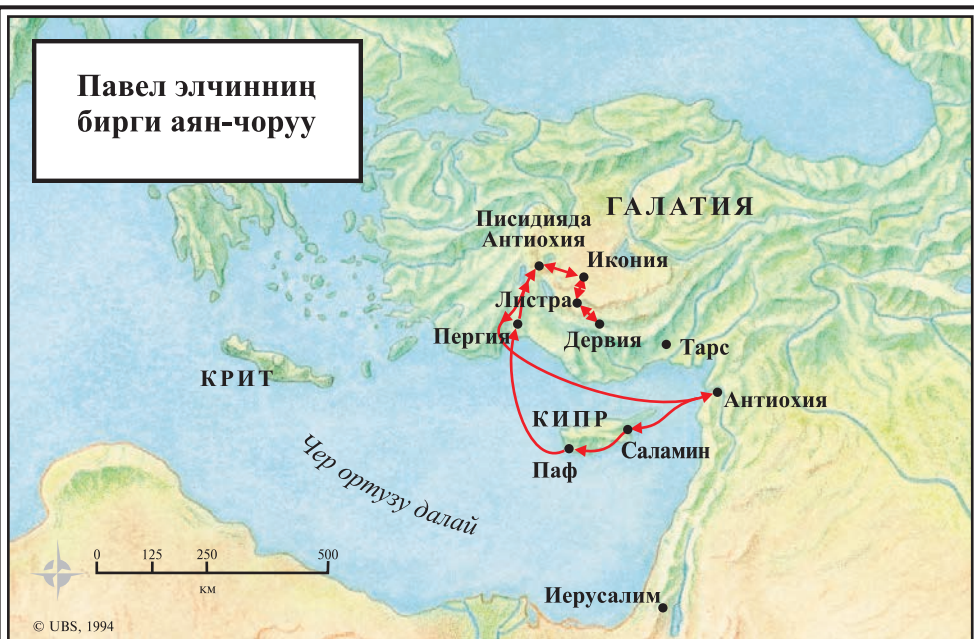 Павел элчинниң
бирги аян-чоруу
ГАЛАТИЯ
Писидияда
Антиохия
Икония
Листра
Пергия
Дервия
Тарс
КРИТ
Антиохия
КИПР
Саламин
Паф
Чер ортузу далай
0 125 250 500
км
Иерусалим
© UBS, 1994